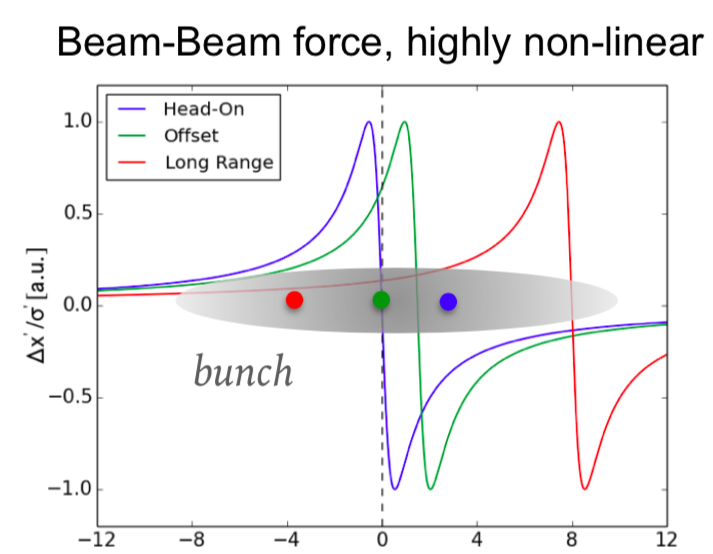 Beam-Beam force, highly non-linear
Head-On
Offset
Long Range
1.0
0.5
0.0
−0.5
−1.0
Δx'/σ'[a.u.]
bunch
−12 −8 −4 0 4 8 12